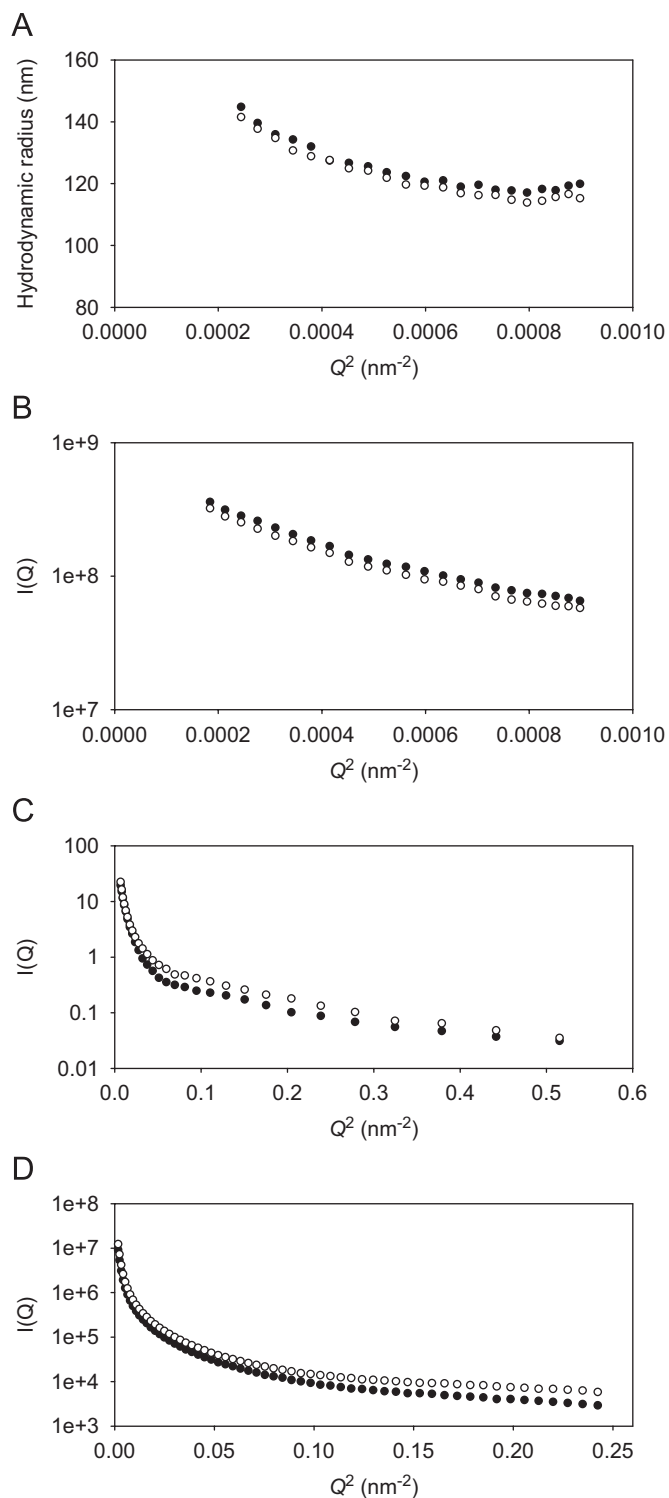 A
Hydrodynamic radius (nm)
160
140
120
100
80
0.0000 0.0002 0.0004 0.0006 0.0008 0.0010
Q² (nm⁻²)
B
I(Q)
1e+9
1e+8
1e+7
0.0000 0.0002 0.0004 0.0006 0.0008 0.0010
Q² (nm⁻²)
C
I(Q)
100
10
1
0.1
0.01
0.0 0.1 0.2 0.3 0.4 0.5 0.6
Q² (nm⁻²)
D
I(Q)
1e+8
1e+7
1e+6
1e+5
1e+4
1e+3
0.00 0.05 0.10 0.15 0.20 0.25
Q² (nm⁻²)